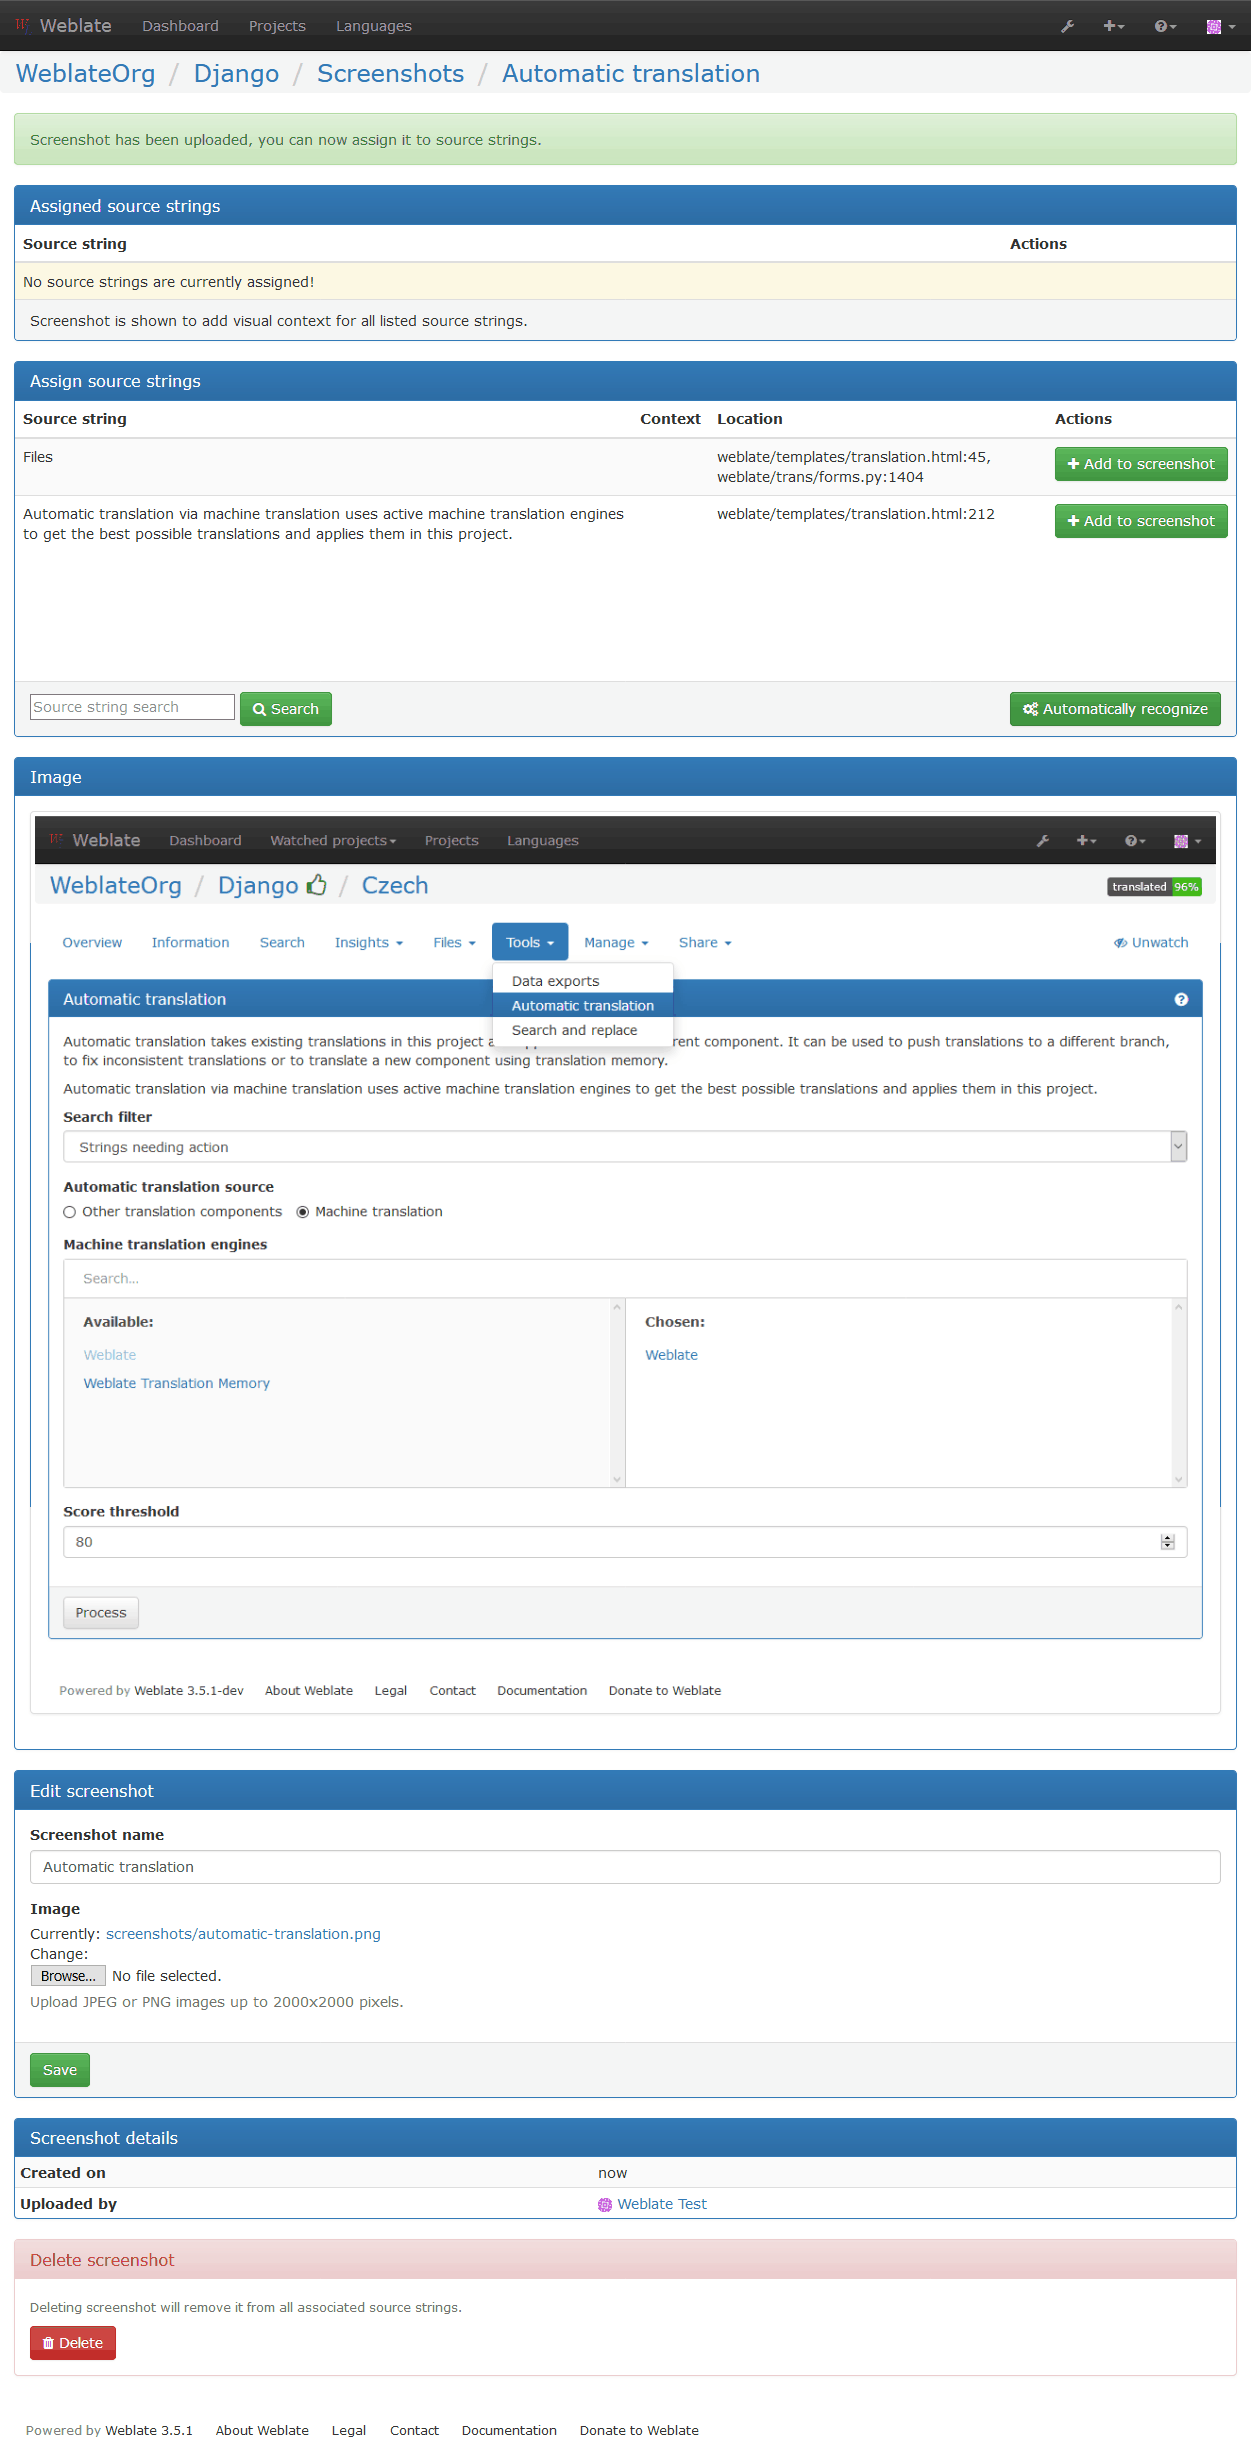 Weblate Dashboard Projects Languages
WeblateOrg / Django / Screenshots / Automatic translation
Screenshot has been uploaded, you can now assign it to source strings.
Assigned source strings
Source string Actions
No source strings are currently assigned!
Screenshot is shown to add visual context for all listed source strings.
Assign source strings
Source string Context Location Actions
Files weblate/templates/translation.html:45, Add to screenshot
weblate/trans/forms.py:1404
Automatic translation via machine translation uses active machine translation engines weblate/templates/translation.html:212 Add to screenshot
to get the best possible translations and applies them in this project.
Source string search Search Automatically recognize
Image
Weblate Dashboard Watched projects Projects Languages
WeblateOrg / Django / Czech translated 96%
Overview Information Search Insights Files Tools Manage Share Unwatch
Data exports
Automatic translation
Search and replace
Automatic translation
Automatic translation takes existing translations in this project rent component. It can be used to push translations to a different branch,
to fix inconsistent translations or to translate a new component using translation memory.
Automatic translation via machine translation uses active machine translation engines to get the best possible translations and applies them in this project.
Search filter
Strings needing action
Automatic translation source
Other translation components Machine translation
Machine translation engines
Search...
Available: Chosen:
Weblate Weblate
Weblate Translation Memory
Score threshold
80
Process
Powered by Weblate 3.5.1-dev About Weblate Legal Contact Documentation Donate to Weblate
Edit screenshot
Screenshot name
Automatic translation
Image
Currently: screenshots/automatic-translation.png
Change:
Browse... No file selected.
Upload JPEG or PNG images up to 2000x2000 pixels.
Save
Screenshot details
Created on now
Uploaded by Weblate Test
Delete screenshot
Deleting screenshot will remove it from all associated source strings.
Delete
Powered by Weblate 3.5.1 About Weblate Legal Contact Documentation Donate to Weblate